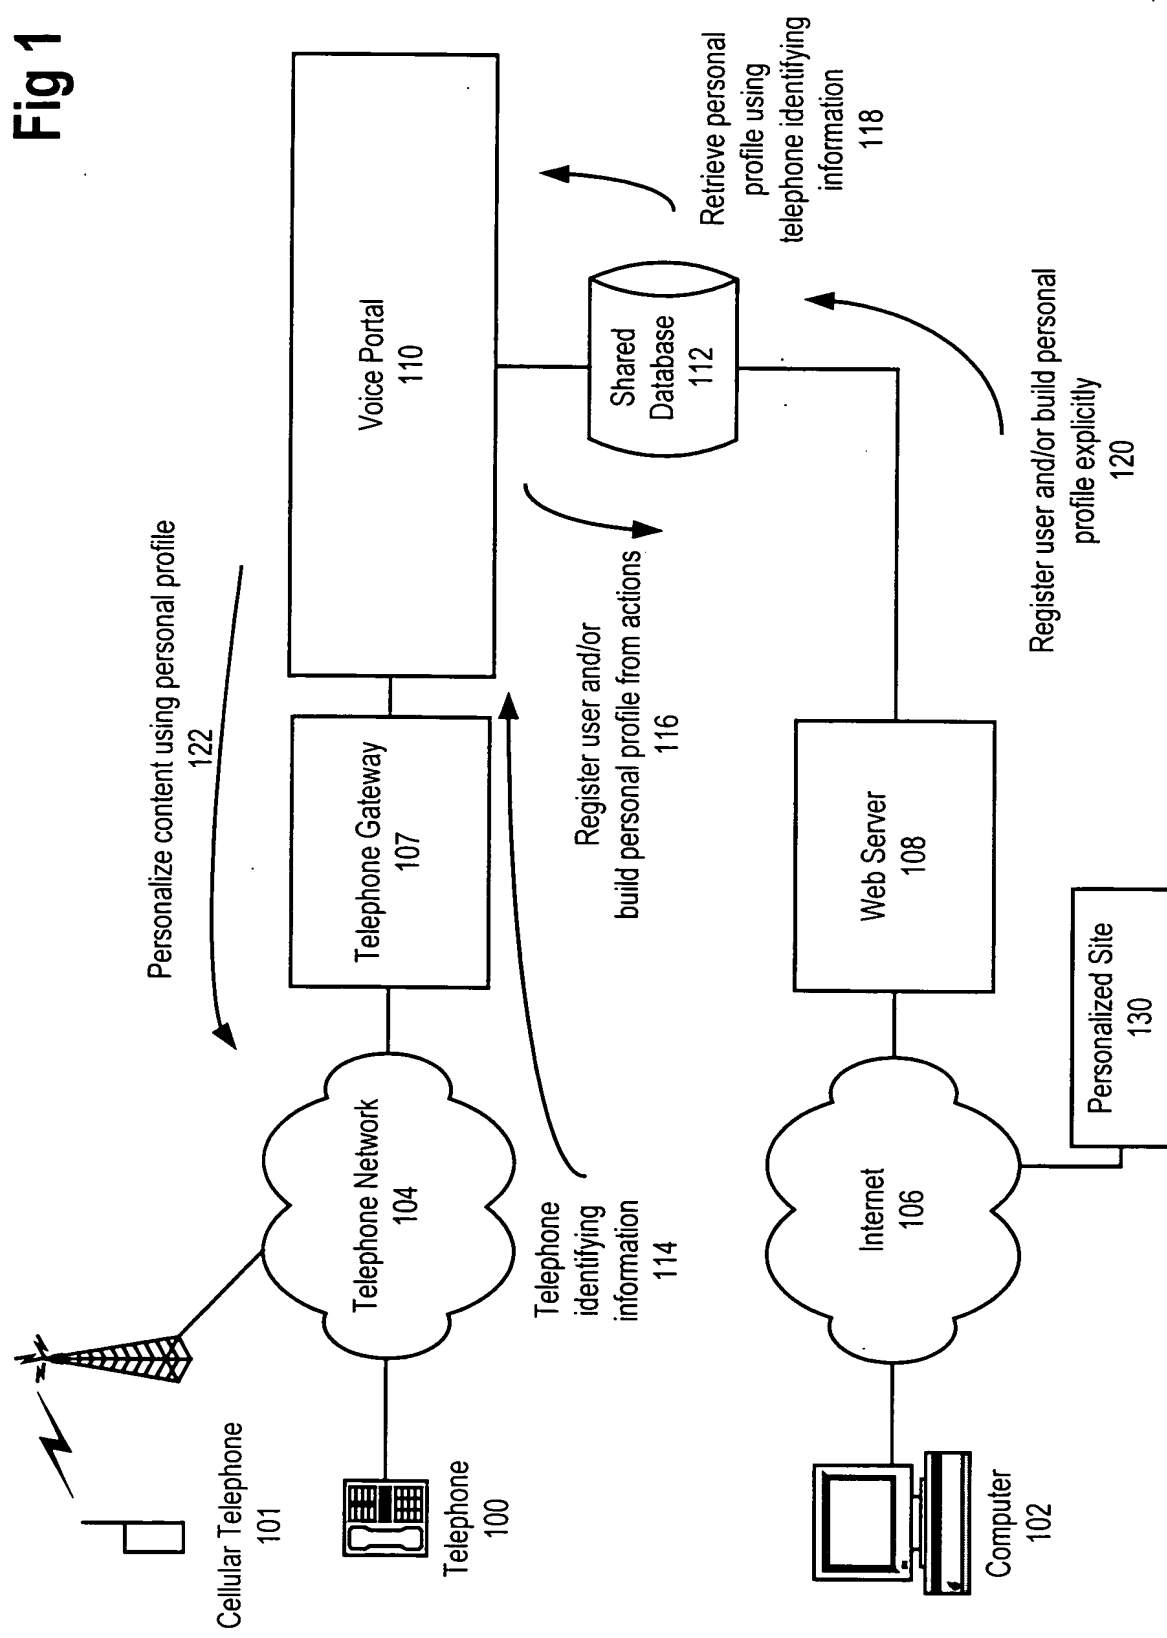 Fig 1
Personalize content using personal profile
122
Cellular Telephone
101
Telephone
100
Telephone Network
104
Telephone Gateway
107
Voice Portal
110
Telephone
identifying
information
114
Register user and/or
build personal profile from actions
116
Shared
Database
112
Retrieve personal
profile using
telephone identifying
information
118
Computer
102
Internet
106
Web Server
108
Register user and/or build personal
profile explicitly
120
Personalized Site
130